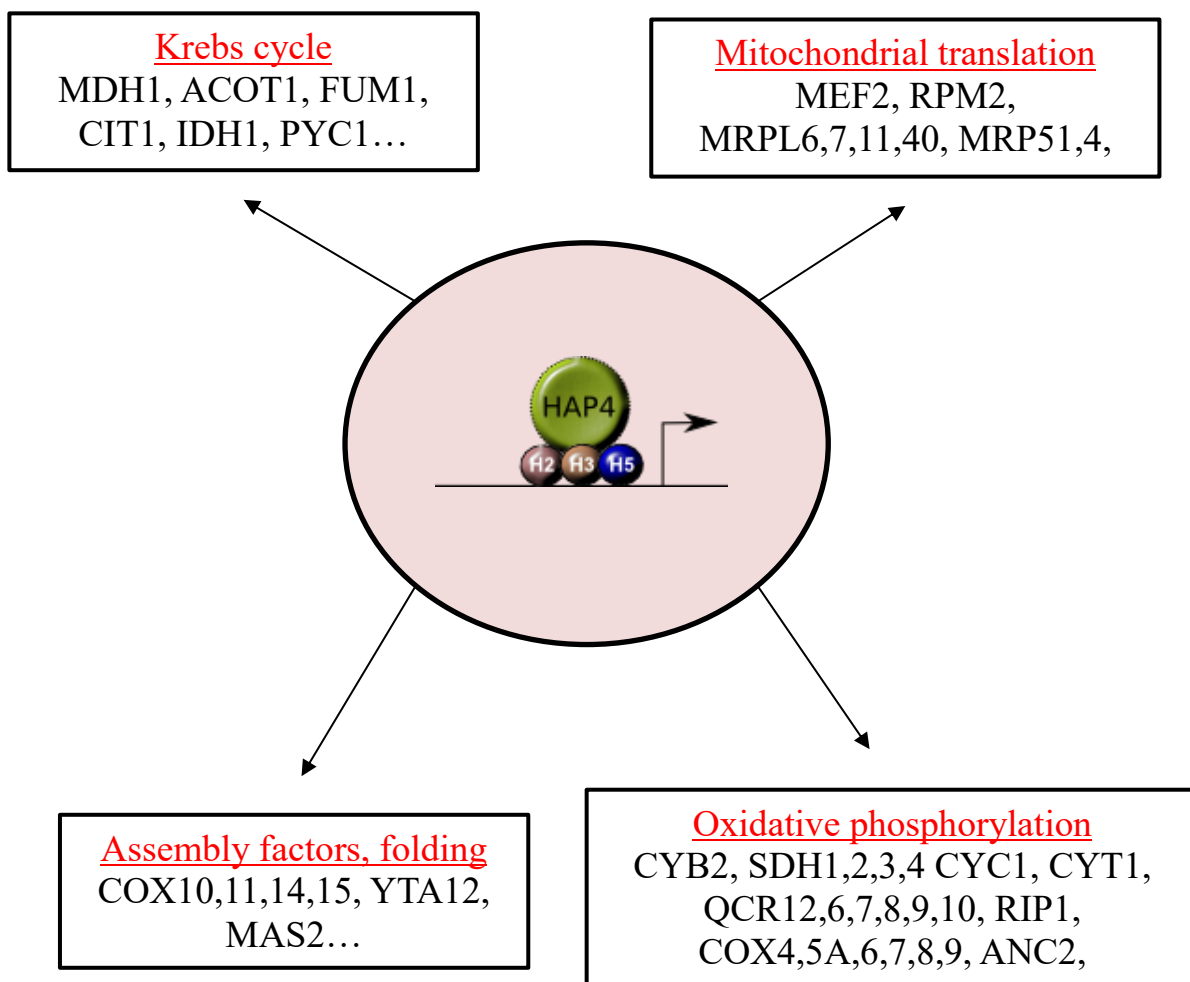 Krebs cycle
MDH1, ACOT1, FUM1,
CIT1, IDH1, PYC1…
Mitochondrial translation
MEF2, RPM2,
MRPL6,7,11,40, MRP51,4,
HAP4
H2 H3 H5
Assembly factors, folding
COX10,11,14,15, YTA12,
MAS2…
Oxidative phosphorylation
CYB2, SDH1,2,3,4 CYC1, CYT1,
QCR12,6,7,8,9,10, RIP1,
COX4,5A,6,7,8,9, ANC2,